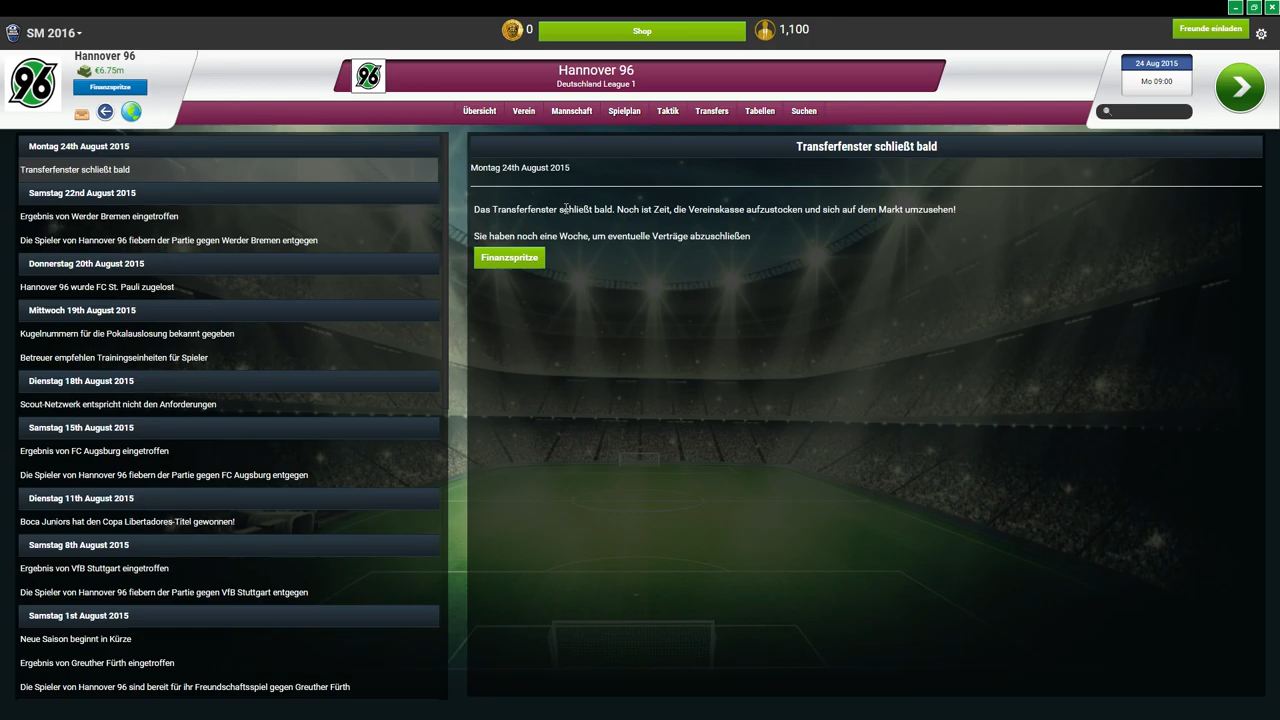 SM 2016
0
Shop
1,100
Freunde einladen
Hannover 96
€6.75m
Finanzspritze
96
96
Hannover 96
Deutschland League 1
24 Aug 2015
Mo 09:00
Übersicht
Verein
Mannschaft
Spielplan
Taktik
Transfers
Tabellen
Suchen
Montag 24th August 2015
Transferfenster schließt bald
Samstag 22nd August 2015
Ergebnis von Werder Bremen eingetroffen
Die Spieler von Hannover 96 fiebern der Partie gegen Werder Bremen entgegen
Donnerstag 20th August 2015
Hannover 96 wurde FC St. Pauli zugelost
Mittwoch 19th August 2015
Kugelnummern für die Pokalauslosung bekannt gegeben
Betreuer empfehlen Trainingseinheiten für Spieler
Dienstag 18th August 2015
Scout-Netzwerk entspricht nicht den Anforderungen
Samstag 15th August 2015
Ergebnis von FC Augsburg eingetroffen
Die Spieler von Hannover 96 fiebern der Partie gegen FC Augsburg entgegen
Dienstag 11th August 2015
Boca Juniors hat den Copa Libertadores-Titel gewonnen!
Samstag 8th August 2015
Ergebnis von VfB Stuttgart eingetroffen
Die Spieler von Hannover 96 fiebern der Partie gegen VfB Stuttgart entgegen
Samstag 1st August 2015
Neue Saison beginnt in Kürze
Ergebnis von Greuther Fürth eingetroffen
Die Spieler von Hannover 96 sind bereit für ihr Freundschaftsspiel gegen Greuther Fürth
Transferfenster schließt bald
Montag 24th August 2015
Das Transferfenster schließt bald. Noch ist Zeit, die Vereinskasse aufzustocken und sich auf dem Markt umzusehen!
Sie haben noch eine Woche, um eventuelle Verträge abzuschließen
Finanzspritze